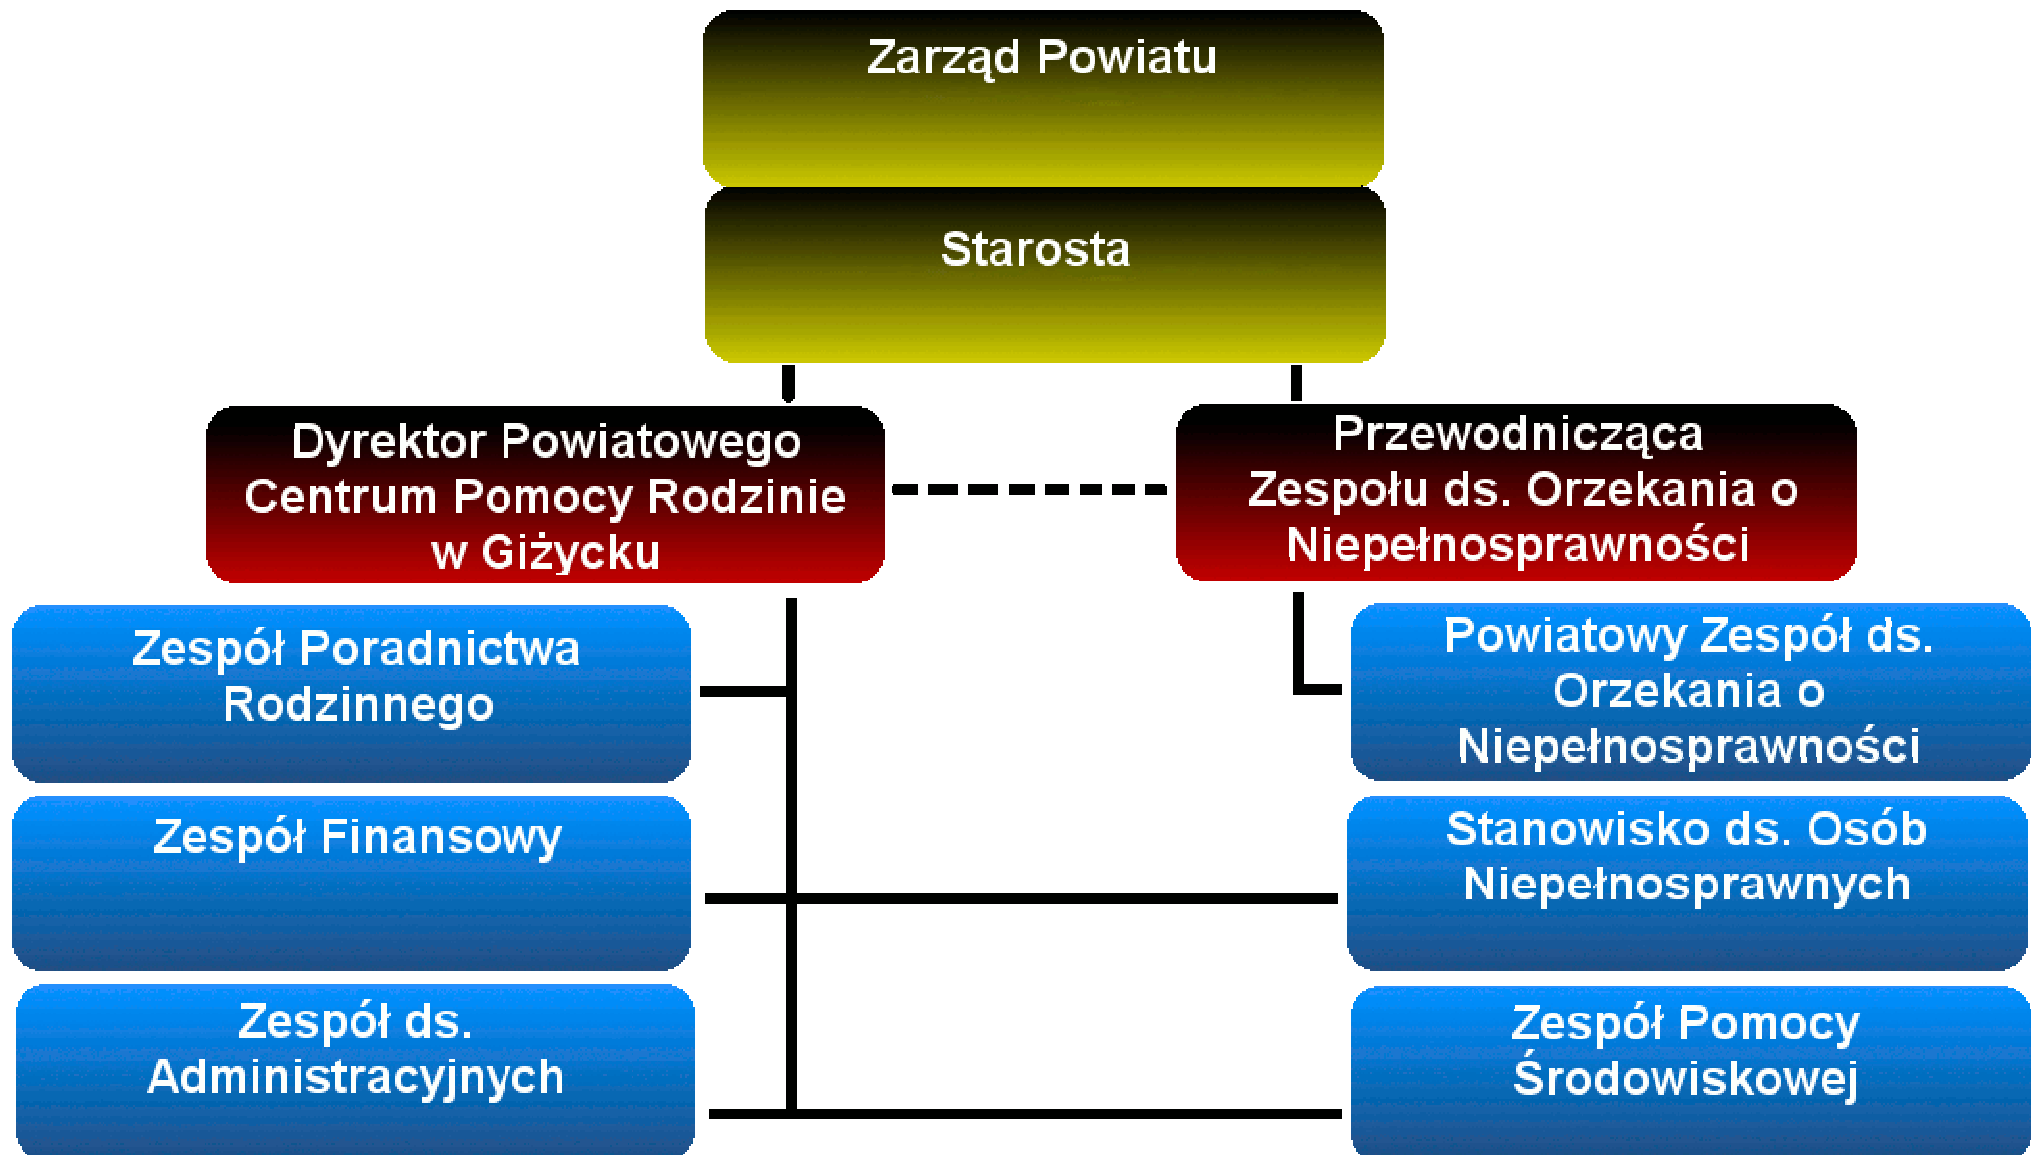 Zarząd Powiatu
Starosta
Dyrektor Powiatowego
Centrum Pomocy Rodzinie
w Giżycku
Przewodnicząca
Zespołu ds. Orzekania o
Niepełnosprawności
Zespół Poradnictwa
Rodzinnego
Powiatowy Zespół ds.
Orzekania o
Niepełnosprawności
Zespół Finansowy
Stanowisko ds. Osób
Niepełnosprawnych
Zespół ds.
Administracyjnych
Zespół Pomocy
Środowiskowej